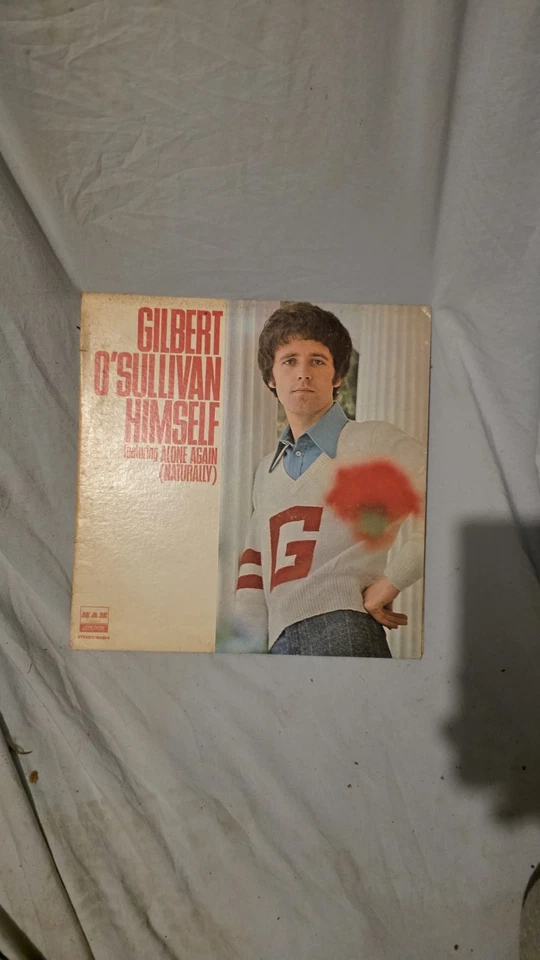 GILBERT
O'SULLIVAN
HIMSELF
featuring ALONE AGAIN
(NATURALLY)
G
MAM